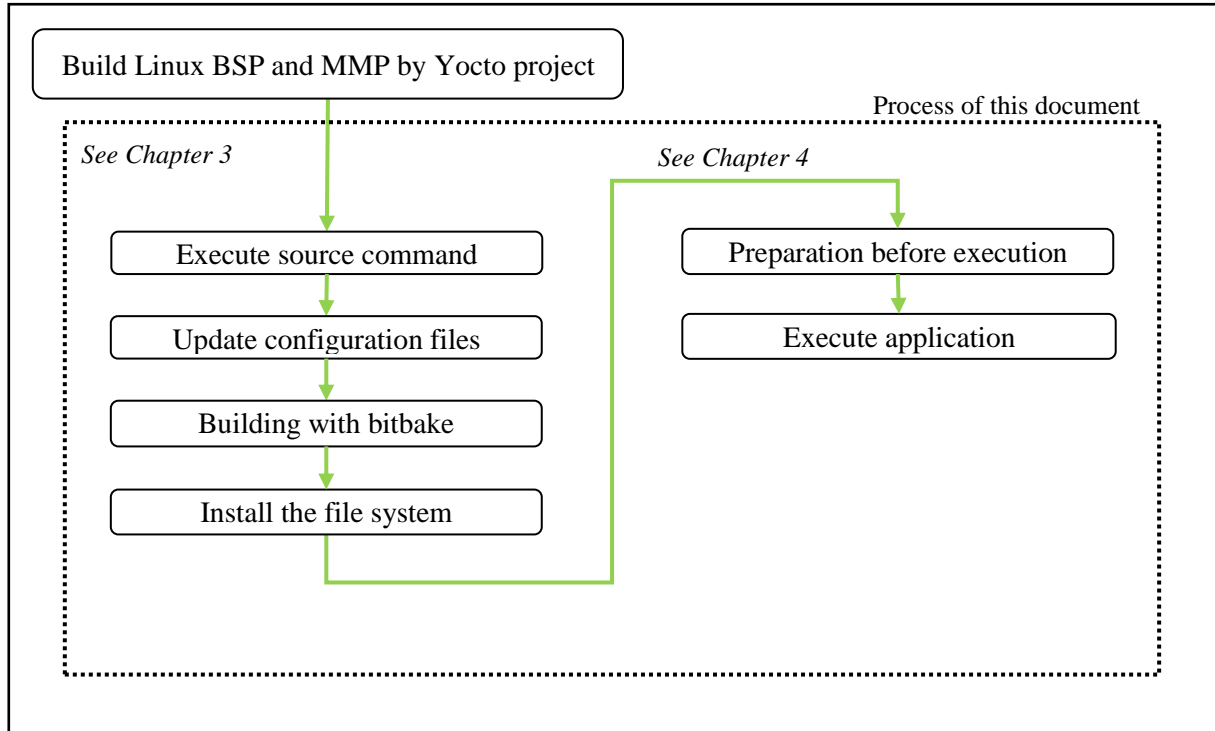 Build Linux BSP and MMP by Yocto project
Process of this document
See Chapter 3
Execute source command
Update configuration files
Building with bitbake
Install the file system
See Chapter 4
Preparation before execution
Execute application